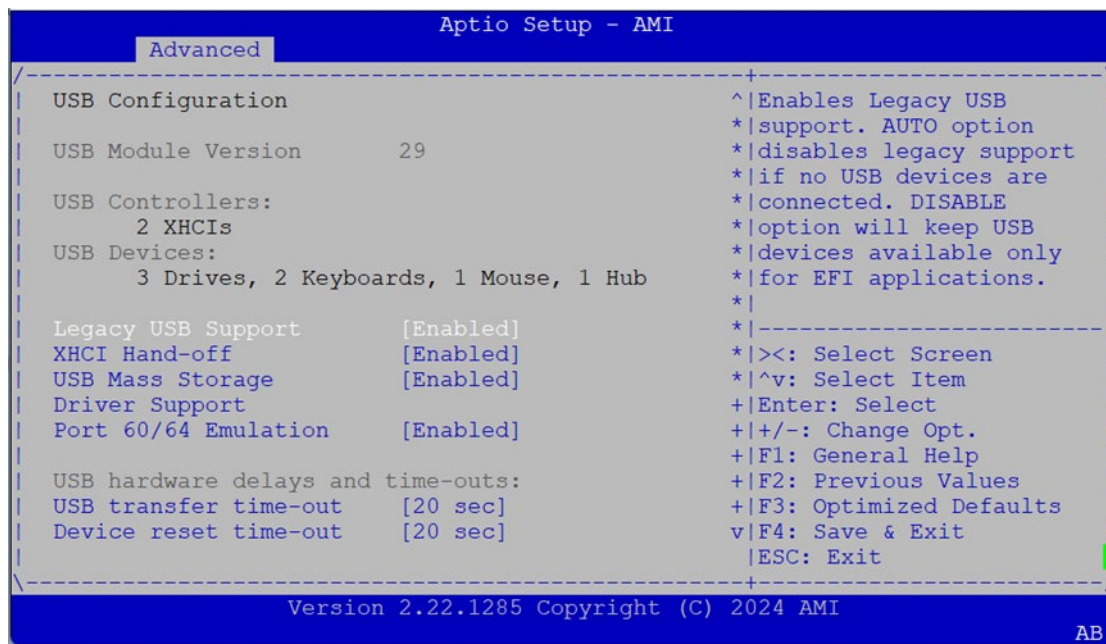 Aptio Setup - AMI
Advanced
/----------------------------------------------------+-------------------------
| USB Configuration ^|Enables Legacy USB
| *|support. AUTO option
| USB Module Version 29 *|disables legacy support
| *|if no USB devices are
| USB Controllers: *|connected. DISABLE
| 2 XHCIs *|option will keep USB
| USB Devices: *|devices available only
| 3 Drives, 2 Keyboards, 1 Mouse, 1 Hub *|for EFI applications.
| *|
| Legacy USB Support [Enabled] *|-------------------------
| XHCI Hand-off [Enabled] *|><: Select Screen
| USB Mass Storage [Enabled] *|^v: Select Item
| Driver Support +|Enter: Select
| Port 60/64 Emulation [Enabled] +|+/-: Change Opt.
| +|F1: General Help
| USB hardware delays and time-outs: +|F2: Previous Values
| USB transfer time-out [20 sec] +|F3: Optimized Defaults
| Device reset time-out [20 sec] v|F4: Save & Exit
| |ESC: Exit
\----------------------------------------------------+-------------------------
Version 2.22.1285 Copyright (C) 2024 AMI
AB